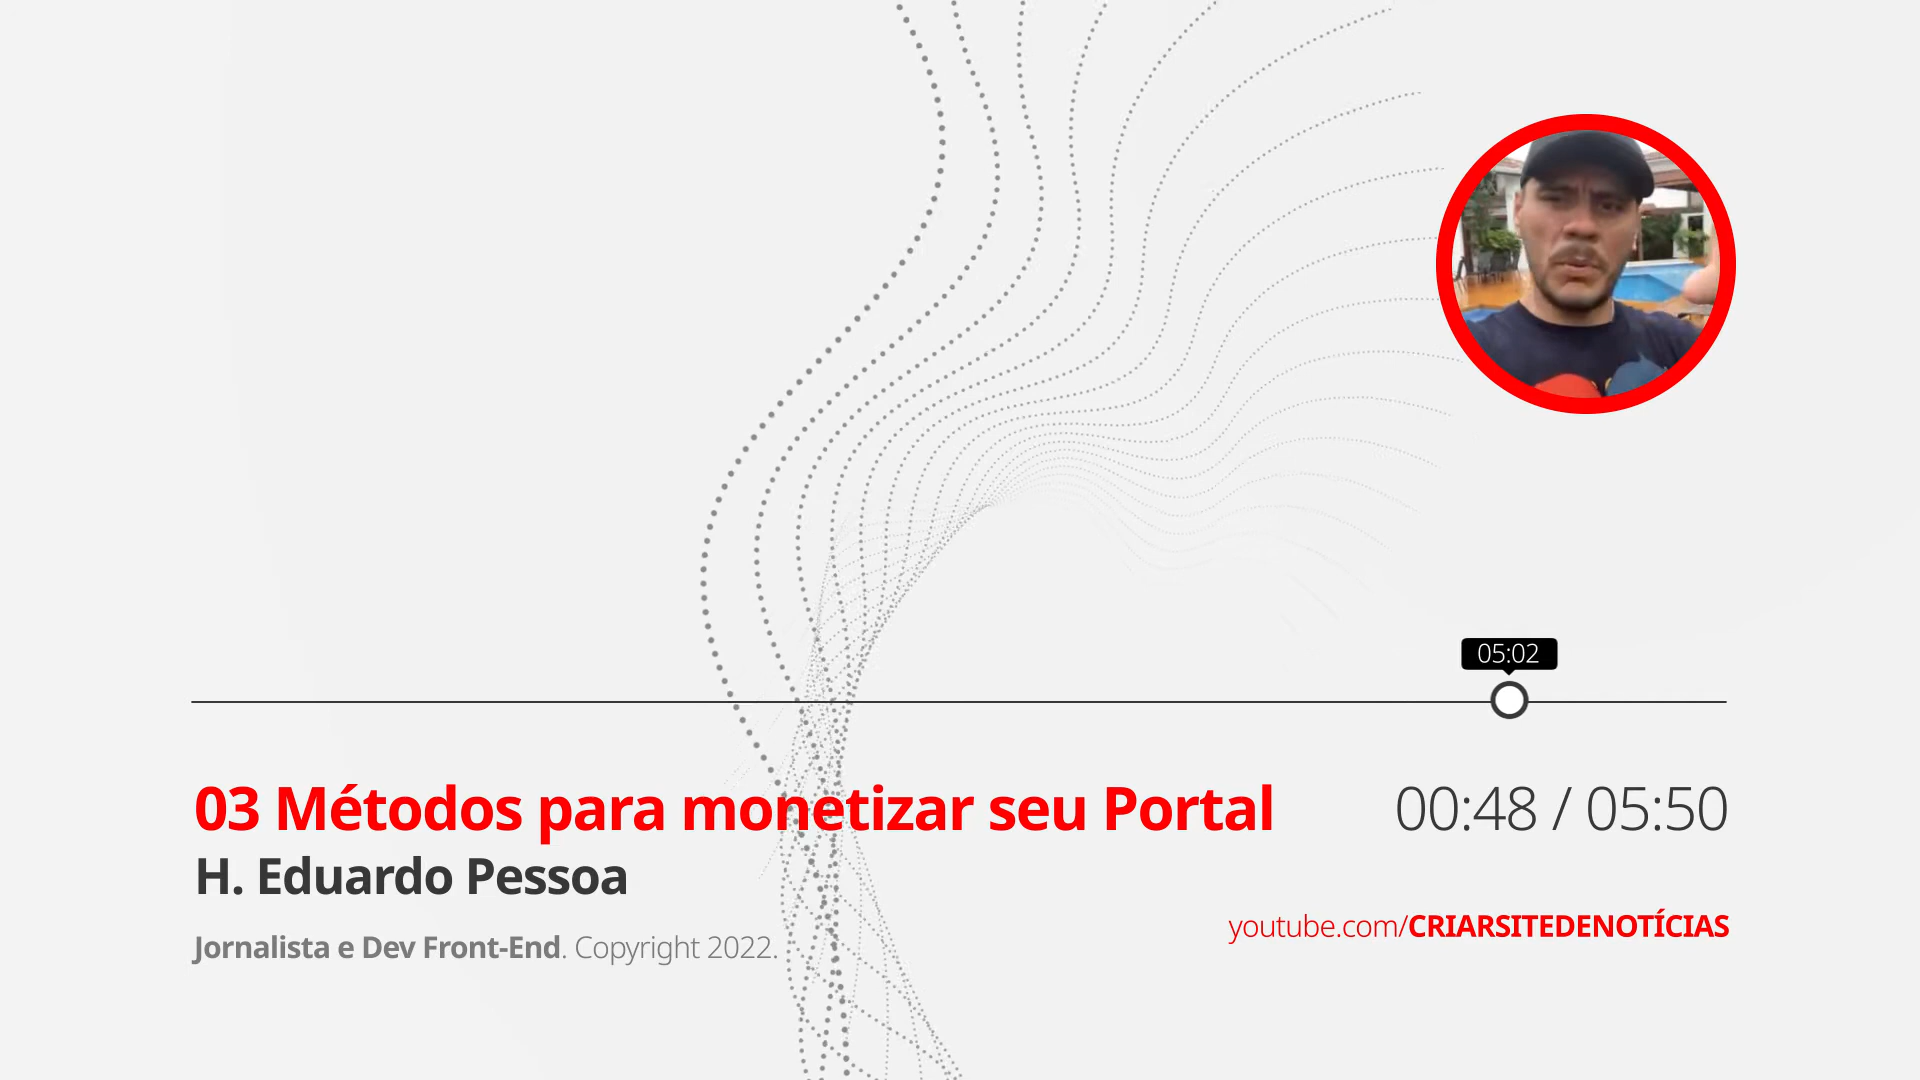 05:02
03 Métodos para monetizar seu Portal
00:48 / 05:50
H. Eduardo Pessoa
youtube.com/CRIARSITEDENOTÍCIAS
Jornalista e Dev Front-End. Copyright 2022.